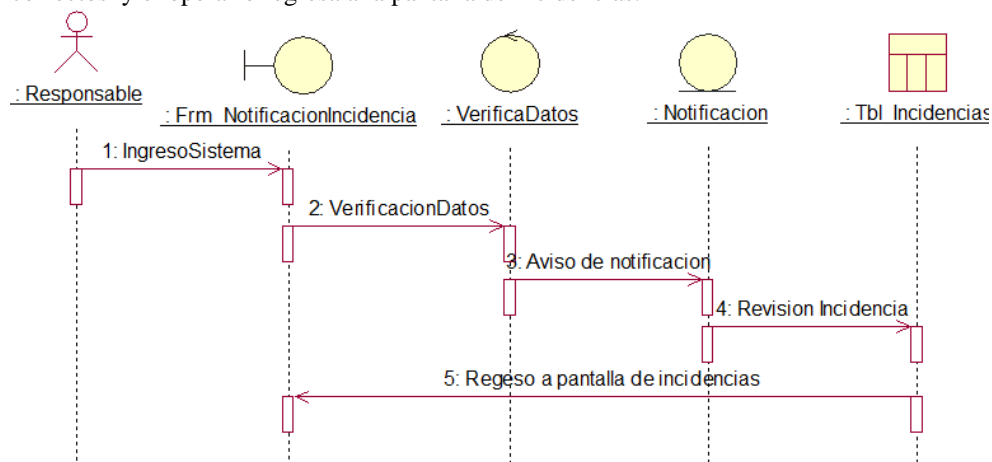 : Responsable
: Frm_NotificacionIncidencia
: VerificaDatos
: Notificacion
: Tbl_Incidencias
1: IngresoSistema
2: VerificacionDatos
3: Aviso de notificacion
4: Revision Incidencia
5: Regeso a pantalla de incidencias